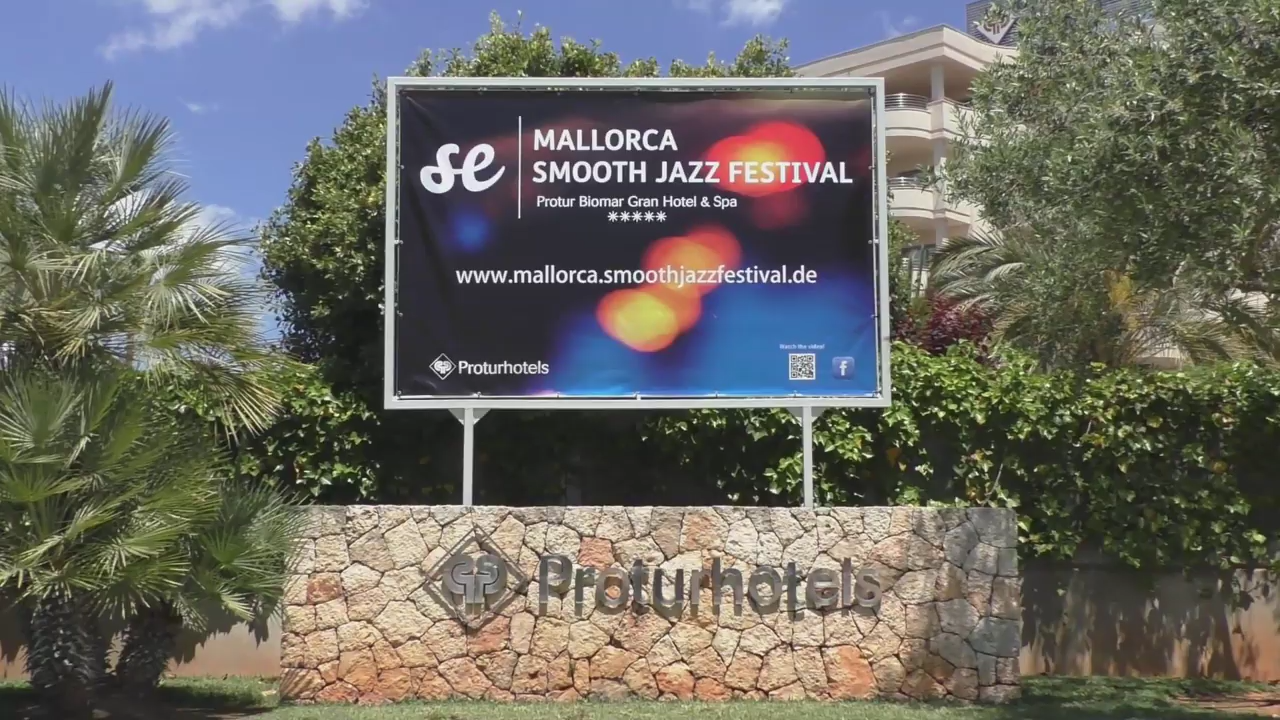 se
MALLORCA
SMOOTH JAZZ FESTIVAL
Protur Biomar Gran Hotel & Spa
*****
www.mallorca.smoothjazzfestival.de
Proturhotels
Watch the video!
f
Proturhotels